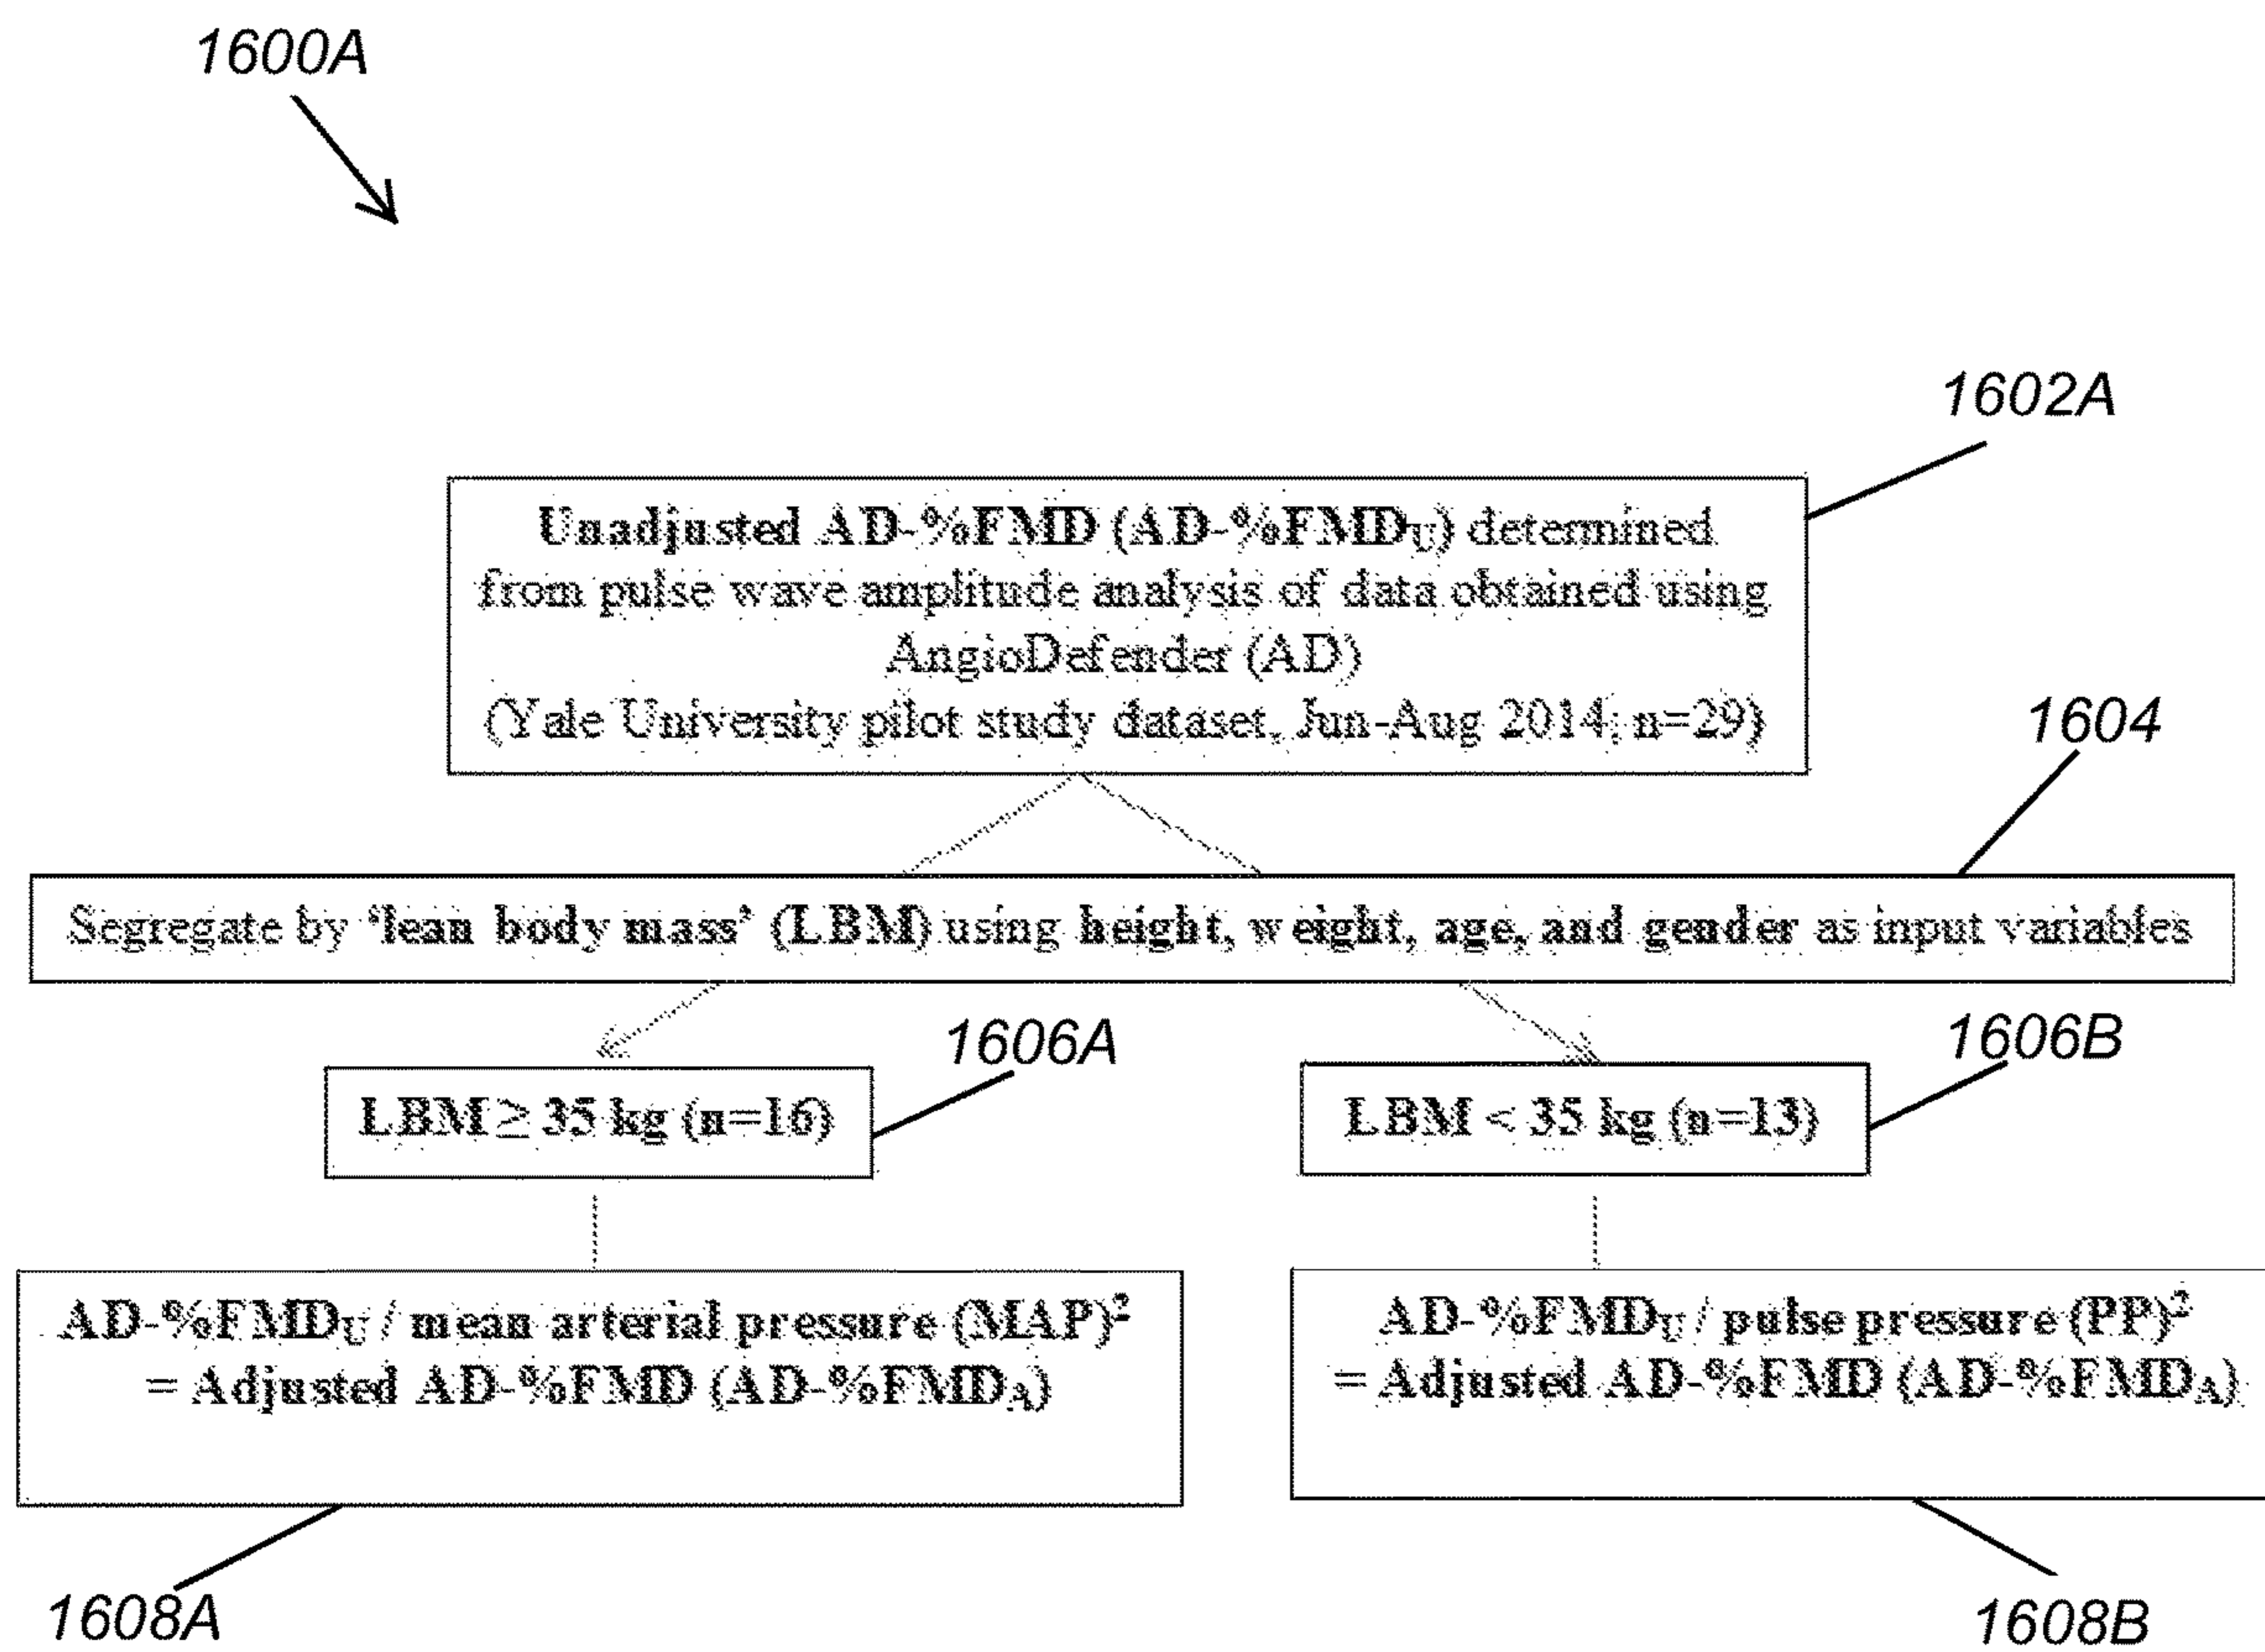 1600A
1602A
Unadjusted AD-%FMD (AD-%FMDU) determined
from pulse wave amplitude analysis of data obtained using
AngioDefender (AD)
(Yale University pilot study dataset, Jun-Aug 2014; n=29)
1604
Segregate by ‘lean body mass’ (LBM) using height, weight, age, and gender as input variables
1606A
1606B
LBM ≥ 35 kg (n=16)
LBM < 35 kg (n=13)
AD-%FMDU / mean arterial pressure (MAP)²
= Adjusted AD-%FMD (AD-%FMDA)
AD-%FMDU / pulse pressure (PP)²
= Adjusted AD-%FMD (AD-%FMDA)
1608A
1608B